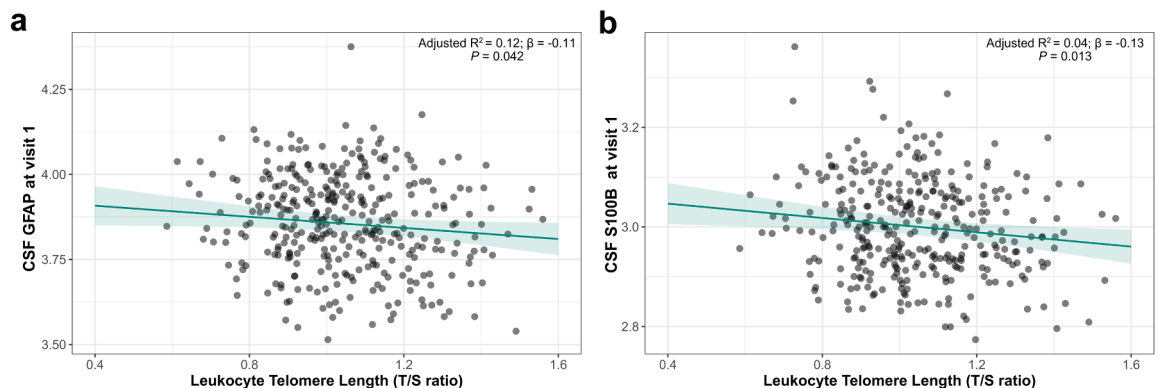 a
Adjusted R² = 0.12; β = -0.11
P = 0.042
CSF GFAP at visit 1
4.25
4.00
3.75
3.50
0.4 0.8 1.2 1.6
Leukocyte Telomere Length (T/S ratio)
b
Adjusted R² = 0.04; β = -0.13
P = 0.013
CSF S100B at visit 1
3.2
3.0
2.8
0.4 0.8 1.2 1.6
Leukocyte Telomere Length (T/S ratio)